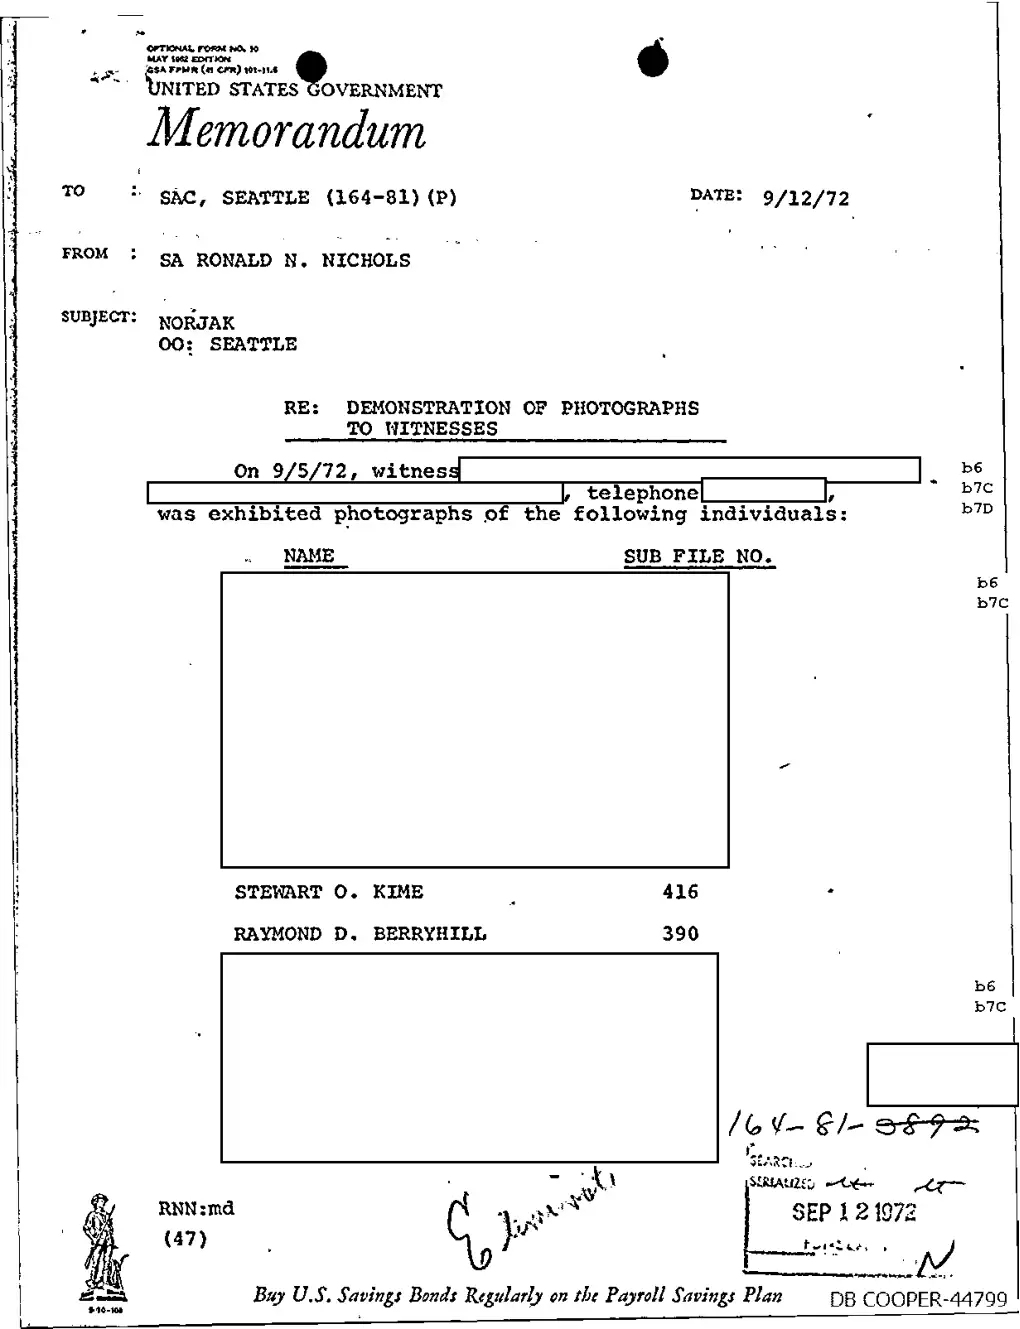 OPTIONAL FORM NO. 10
MAY 1962 EDITION
GSA FPMR (41 CFR) 101-11.6
UNITED STATES GOVERNMENT
Memorandum
TO : SAC, SEATTLE (164-81)(P) DATE: 9/12/72
FROM : SA RONALD N. NICHOLS
SUBJECT: NORJAK
OO: SEATTLE
RE: DEMONSTRATION OF PHOTOGRAPHS
TO WITNESSES
On 9/5/72, witness b6
, telephone , b7C
was exhibited photographs of the following individuals: b7D
NAME SUB FILE NO.
b6
b7C
STEWART O. KIME 416
RAYMOND D. BERRYHILL 390
b6
b7C
164-81-3892
SERIALIZED
RNN:md SEP 12 1972
(47) Eliminate
N
Buy U.S. Savings Bonds Regularly on the Payroll Savings Plan
DB COOPER-44799